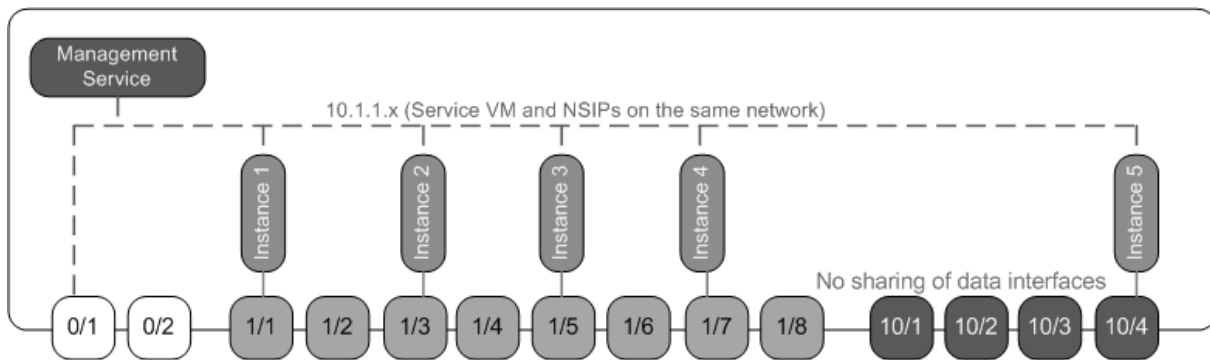 Management
Service
10.1.1.x (Service VM and NSIPs on the same network)
Instance 1
Instance 2
Instance 3
Instance 4
Instance 5
No sharing of data interfaces
0/1
0/2
1/1
1/2
1/3
1/4
1/5
1/6
1/7
1/8
10/1
10/2
10/3
10/4